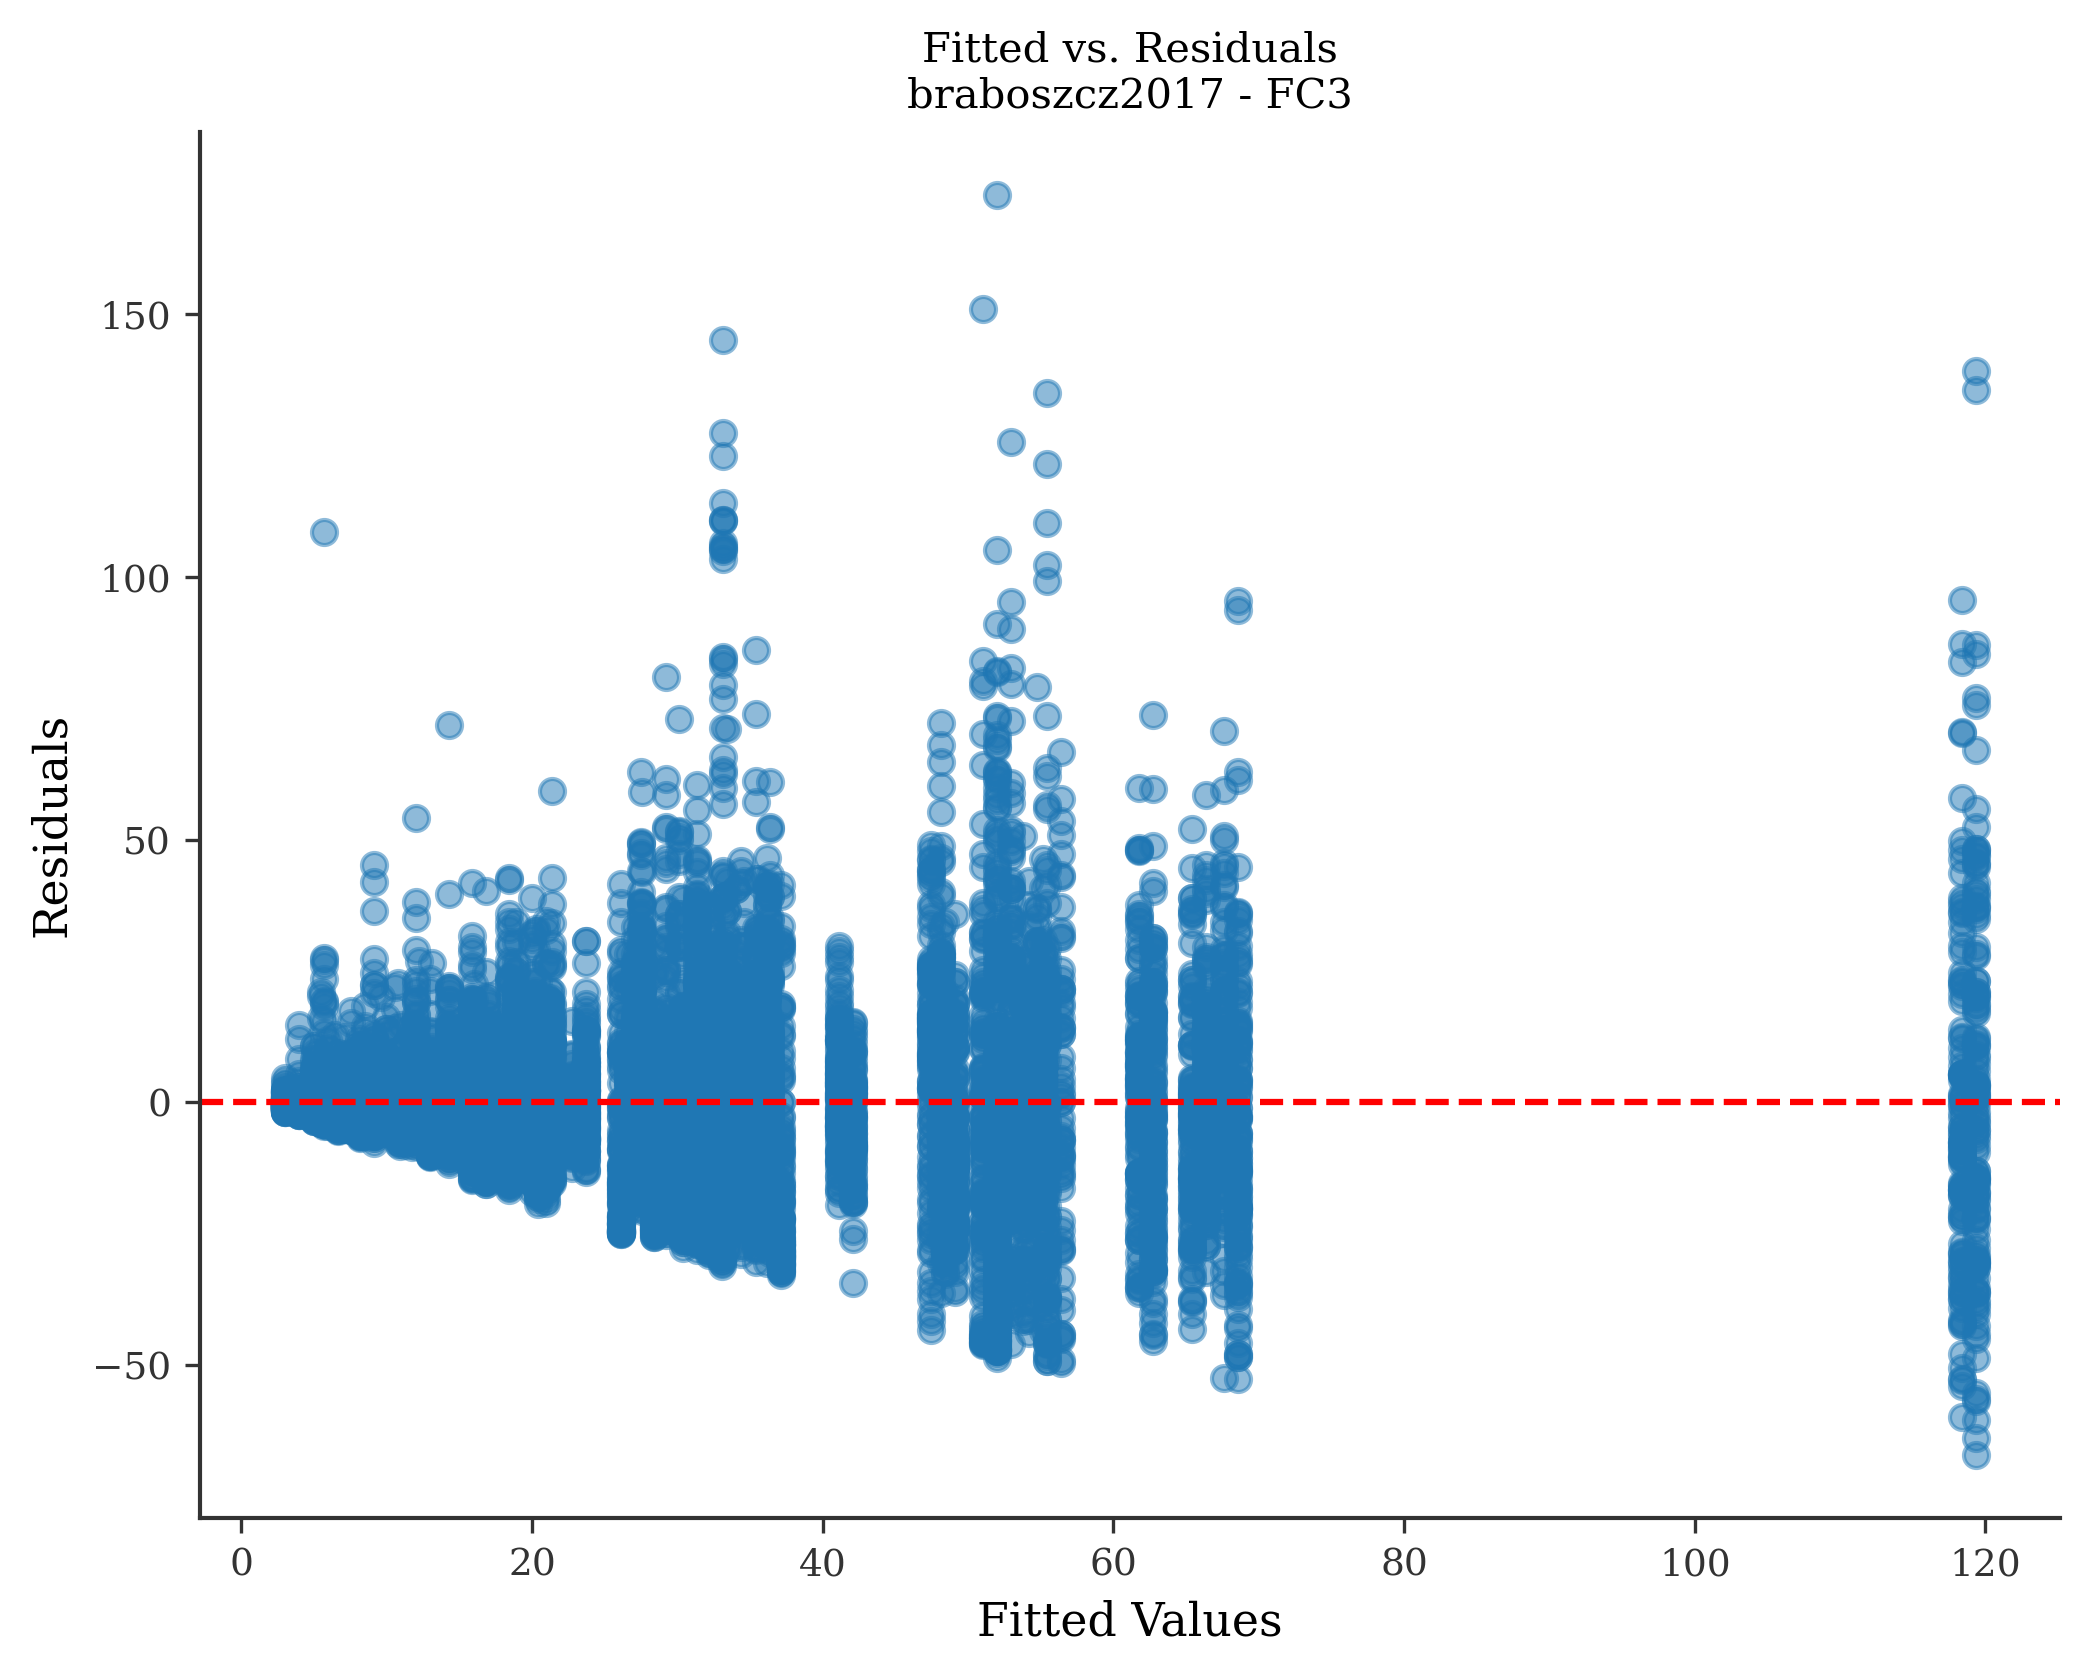 Fitted vs. Residuals
braboszcz2017 - FC3
Residuals
150
100
50
0
−50
0 20 40 60 80 100 120
Fitted Values